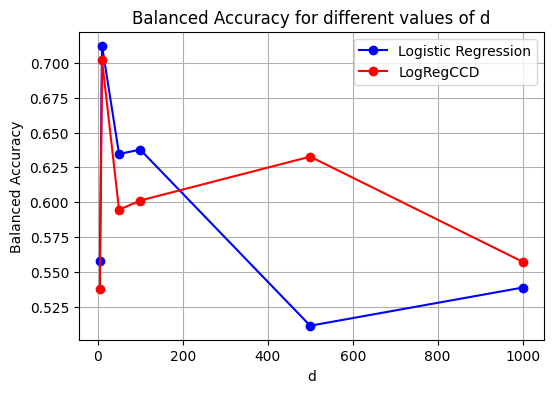 Balanced Accuracy for different values of d
Logistic Regression
LogRegCCD
Balanced Accuracy
0.700
0.675
0.650
0.625
0.600
0.575
0.550
0.525
0
200
400
600
800
1000
d